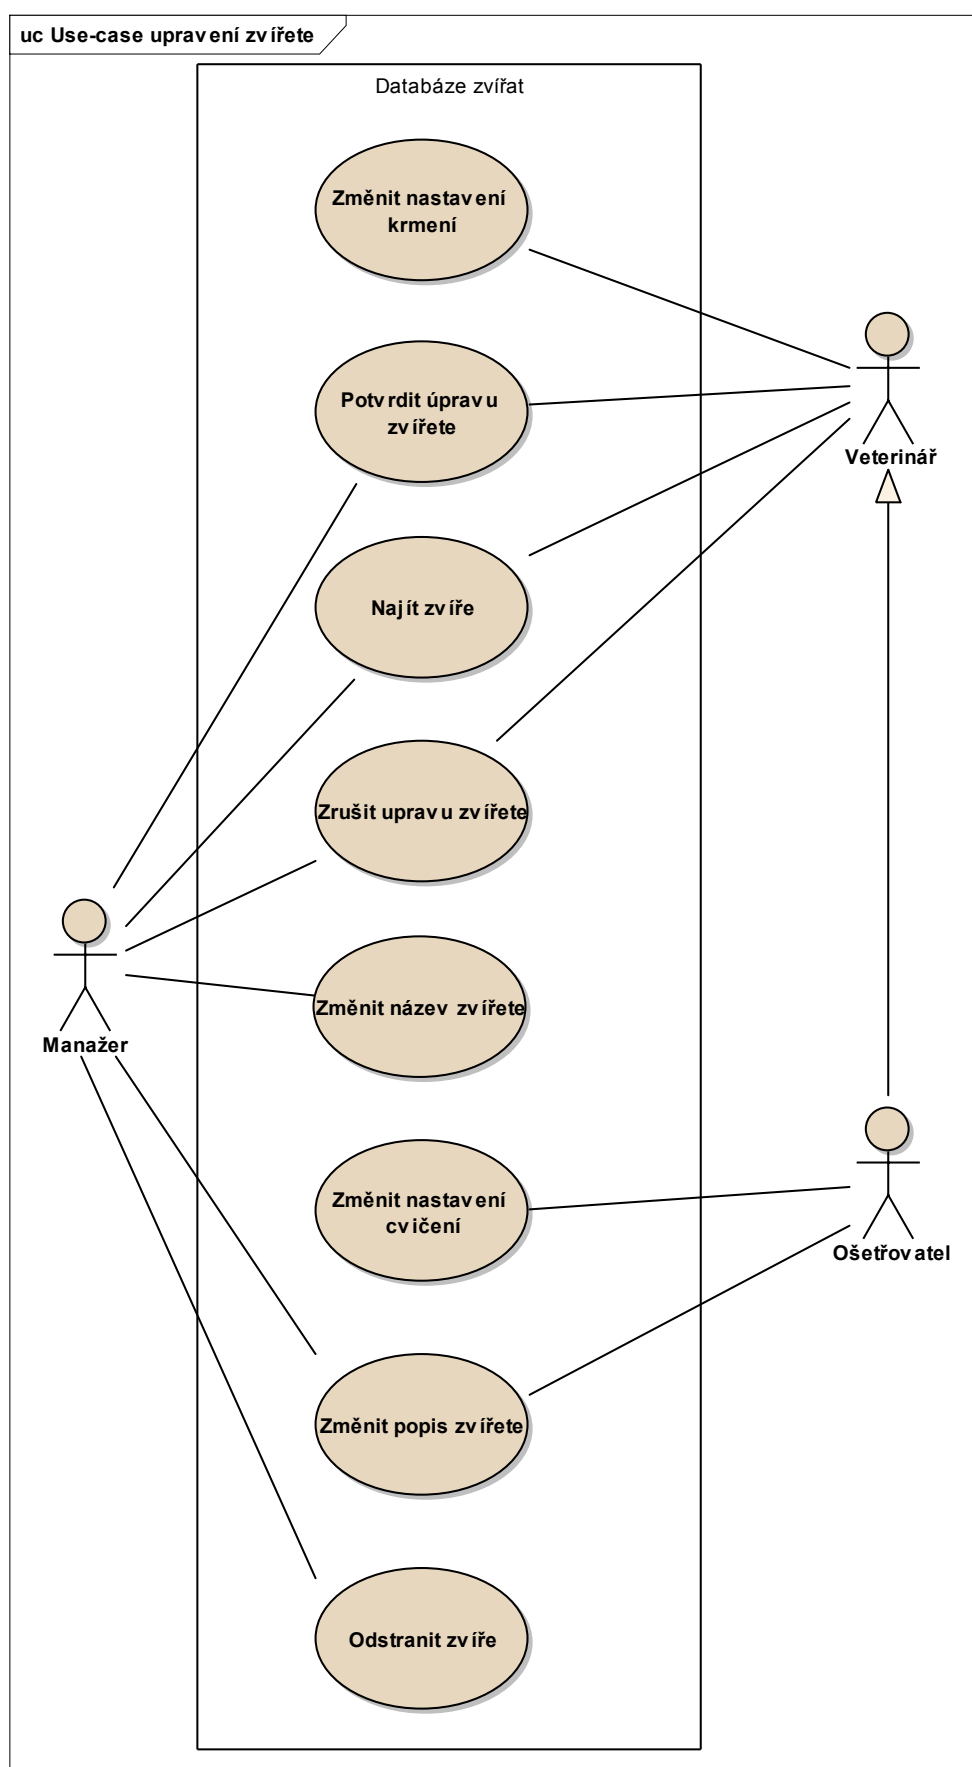 uc Use-case upravení zvířete
Databáze zvířat
Změnit nastavení
krmení
Potvrdit úpravu
zvířete
Veterinář
Najít zvíře
Zrušit upravu zvířete
Změnit název zvířete
Manažer
Změnit nastavení
cvičení
Ošetřovatel
Změnit popis zvířete
Odstranit zvíře